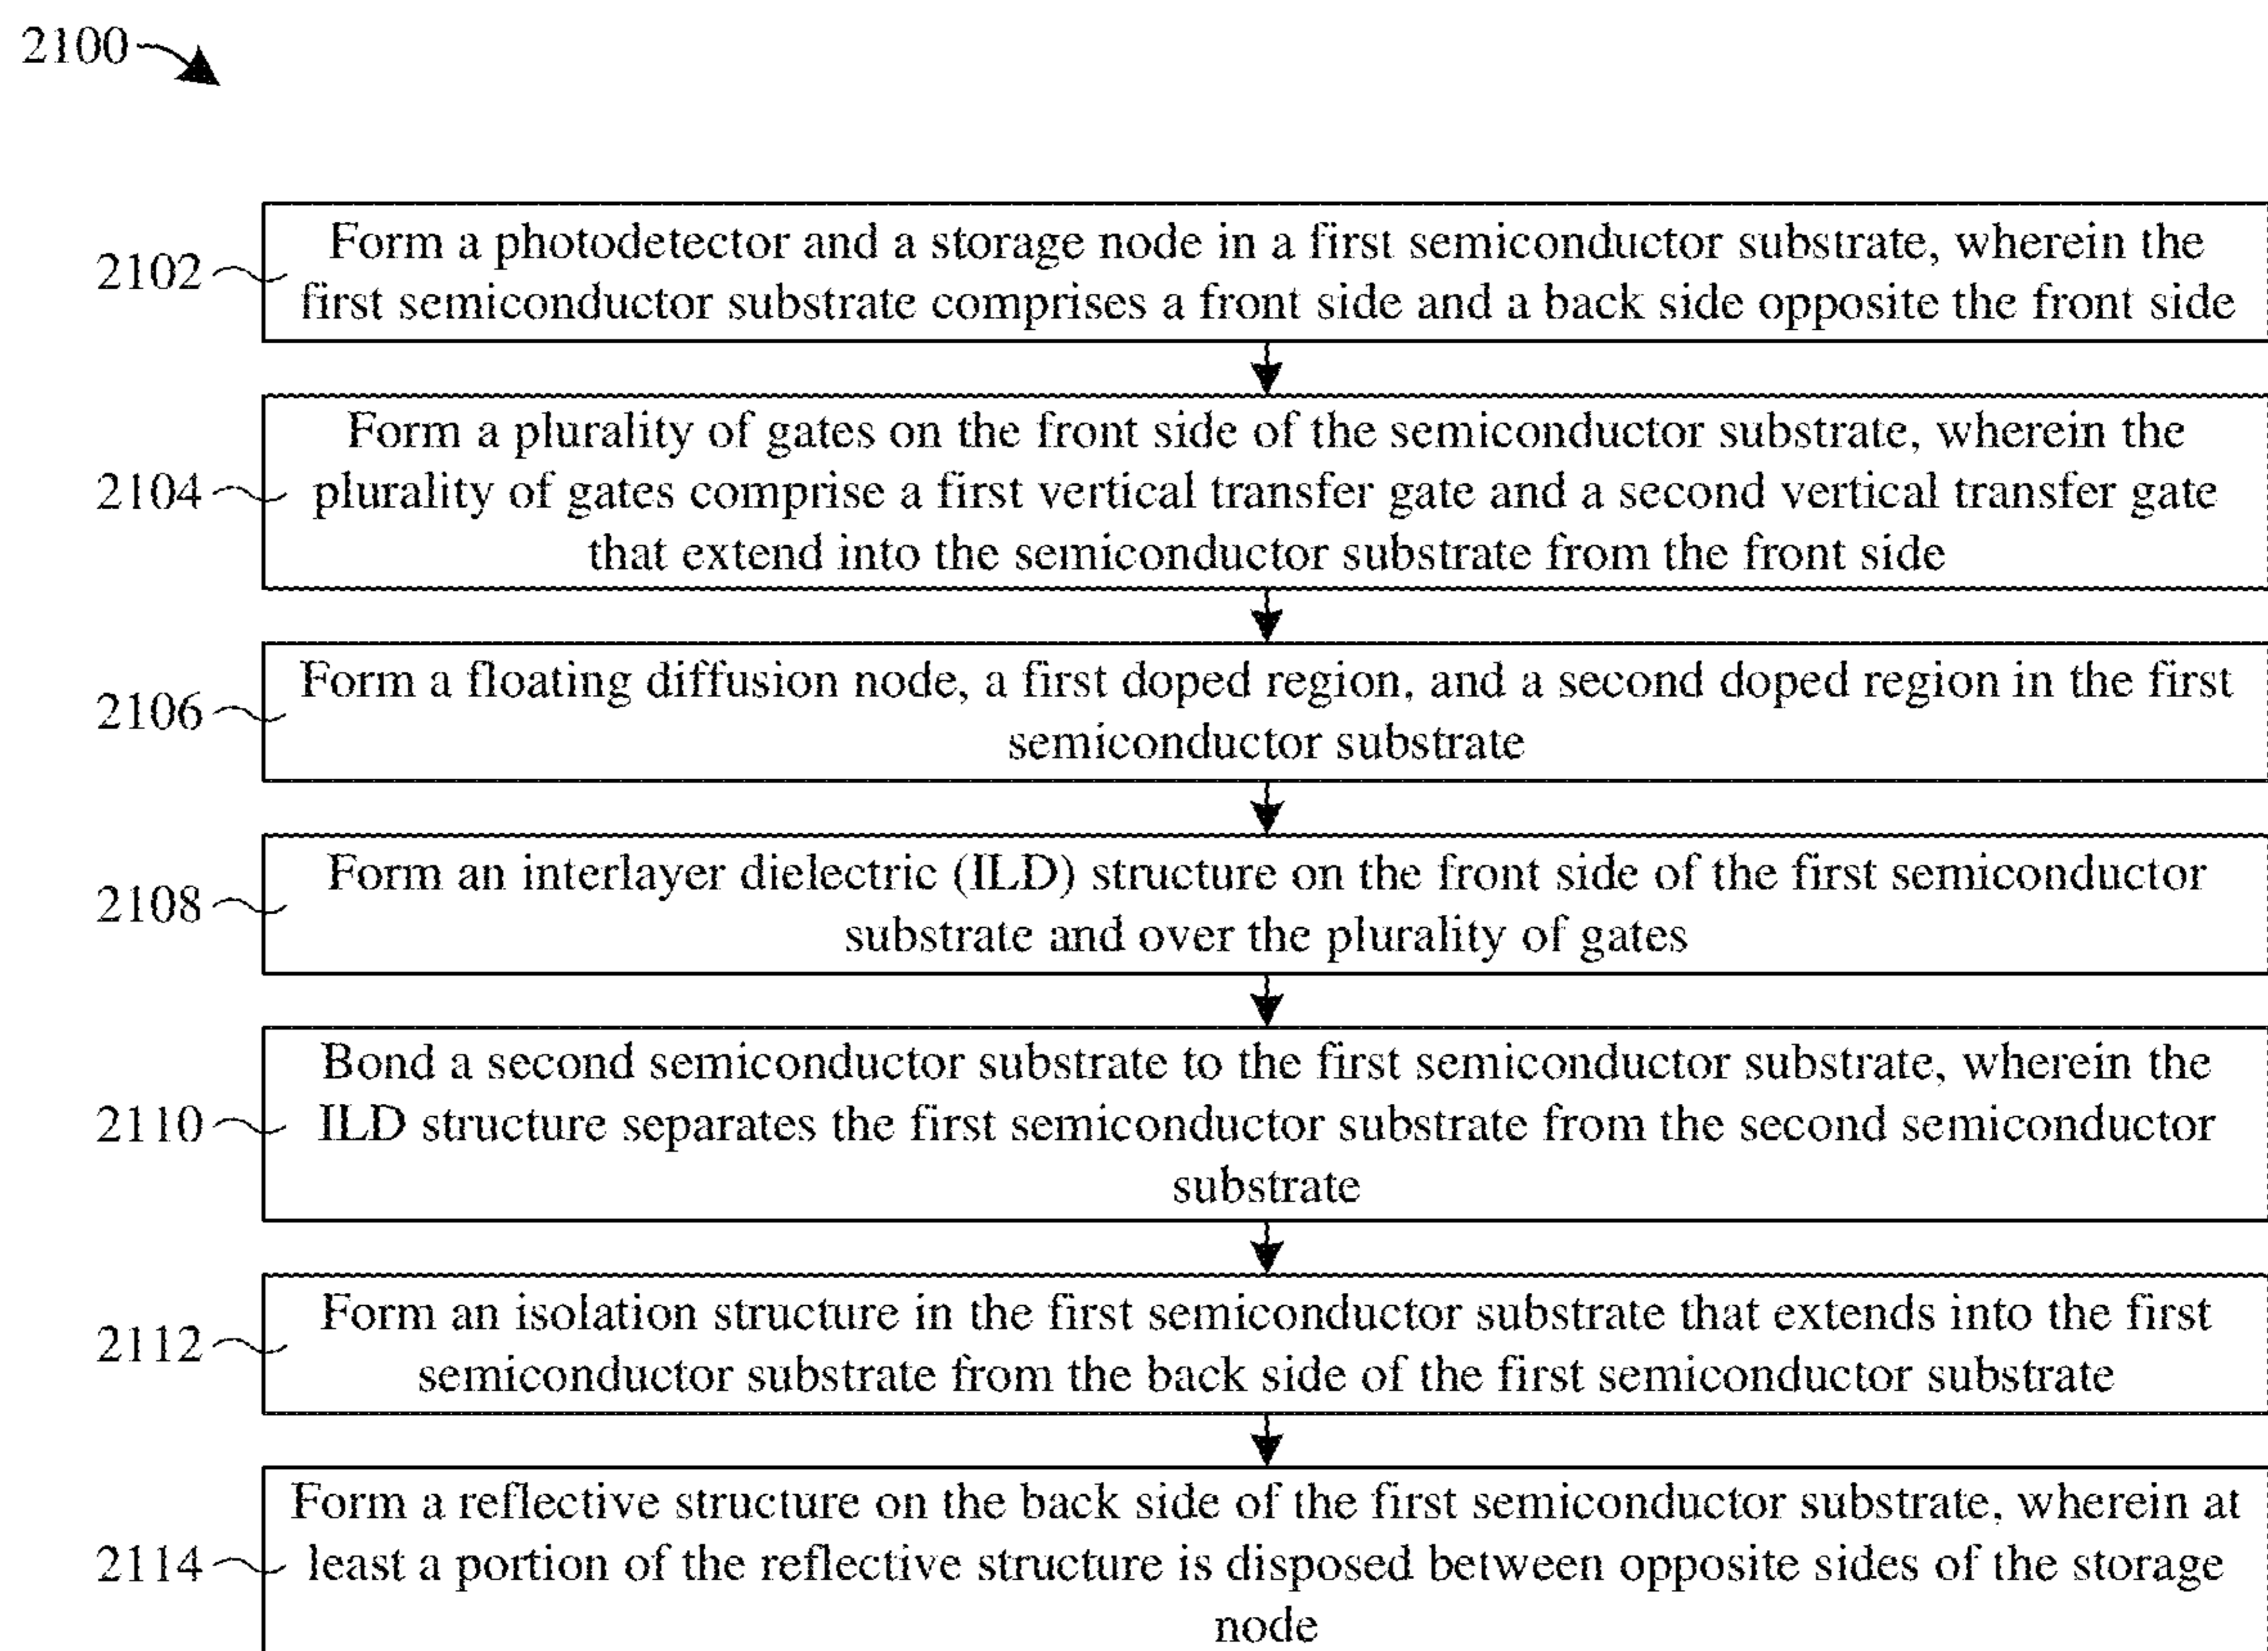 2100
Form a photodetector and a storage node in a first semiconductor substrate, wherein the
2102
first semiconductor substrate comprises a front side and a back side opposite the front side
Form a plurality of gates on the front side of the semiconductor substrate, wherein the
2104
plurality of gates comprise a first vertical transfer gate and a second vertical transfer gate
that extend into the semiconductor substrate from the front side
Form a floating diffusion node, a first doped region, and a second doped region in the first
2106
semiconductor substrate
Form an interlayer dielectric (ILD) structure on the front side of the first semiconductor
2108
substrate and over the plurality of gates
Bond a second semiconductor substrate to the first semiconductor substrate, wherein the
2110
ILD structure separates the first semiconductor substrate from the second semiconductor
substrate
Form an isolation structure in the first semiconductor substrate that extends into the first
2112
semiconductor substrate from the back side of the first semiconductor substrate
Form a reflective structure on the back side of the first semiconductor substrate, wherein at
2114
least a portion of the reflective structure is disposed between opposite sides of the storage
node